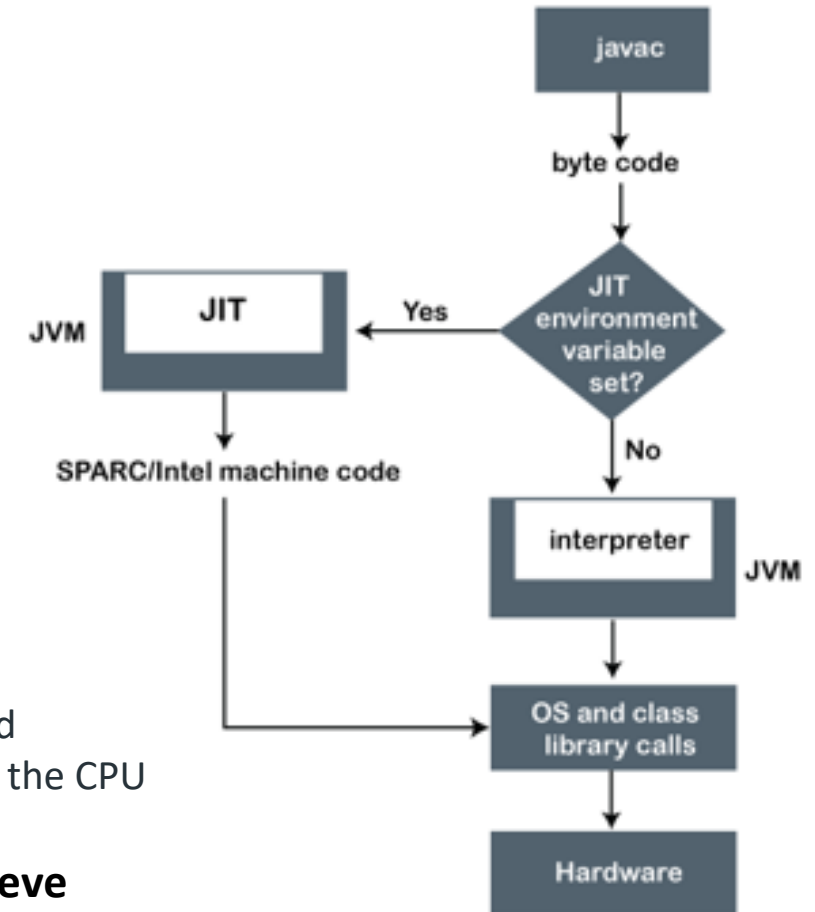 javac
byte code
JIT
environment
variable
set?
Yes
JIT
JVM
SPARC/Intel machine code
No
interpreter
JVM
OS and class
library calls
Hardware
d
the CPU
eve